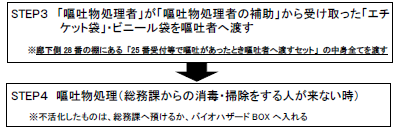 STEP３　「嘔吐物処理者」が「嘔吐物処理者の補助」から受け取った「エチ
ケット袋」・ビニール袋を嘔吐者へ渡す
※廊下側 28 番の棚にある 「25 番受付等で嘔吐があったとき嘔吐者へ渡すセット」 の中身全てを渡す
STEP４　嘔吐物処理（総務課からの消毒・掃除をする人が来ない時）
※不活化したものは、総務課へ預けるか、バイオハザード BOX へ入れる